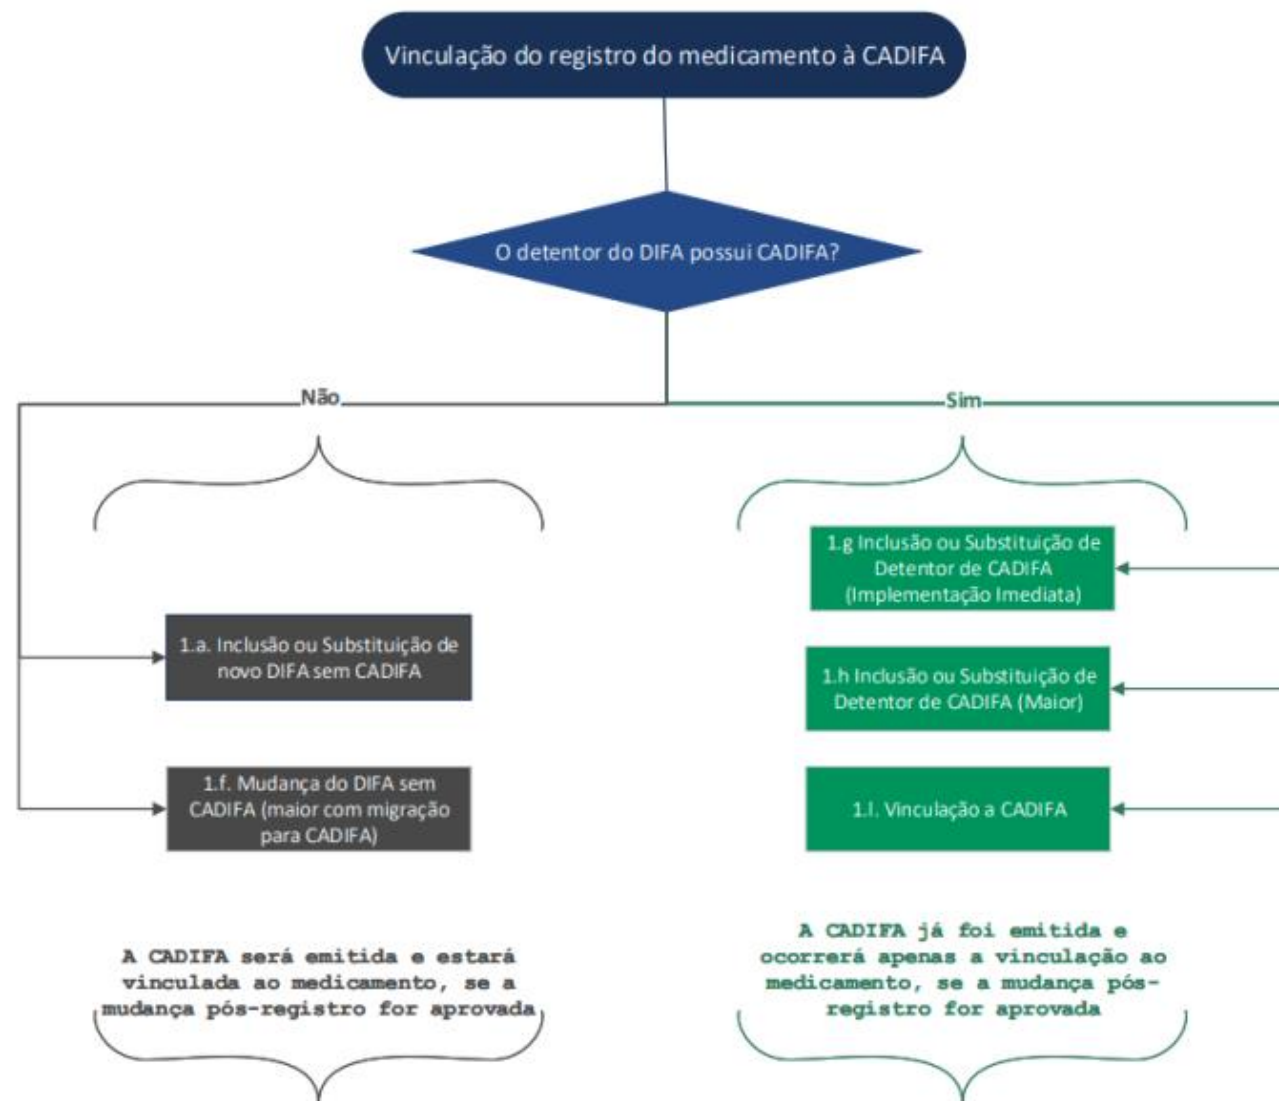 Vinculação do registro do medicamento à CADIFA
O detentor do DIFA possui CADIFA?
Não
1.a. Inclusão ou Substituição de
novo DIFA sem CADIFA
1.f. Mudança do DIFA sem
CADIFA (maior com migração
para CADIFA)
A CADIFA será emitida e estará
vinculada ao medicamento, se a
mudança pós-registro for aprovada
Sim
1.g Inclusão ou Substituição de
Detentor de CADIFA
(Implementação Imediata)
1.h Inclusão ou Substituição de
Detentor de CADIFA (Maior)
1.l. Vinculação a CADIFA
A CADIFA já foi emitida e
ocorrerá apenas a vinculação ao
medicamento, se a mudança pós-
registro for aprovada